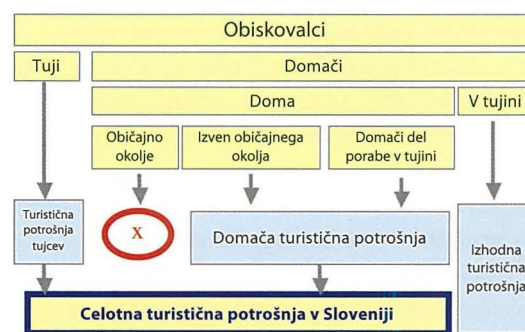 Obiskovalci
Tuji
Domači
Doma
V tujini
Običajno
okolje
Izven običajnega
okolja
Domači del
porabe v tujini
Turistična
potrošnja
tujcev
X
Domača turistična potrošnja
Izhodna
turistična
potrošnja
Celotna turistična potrošnja v Sloveniji